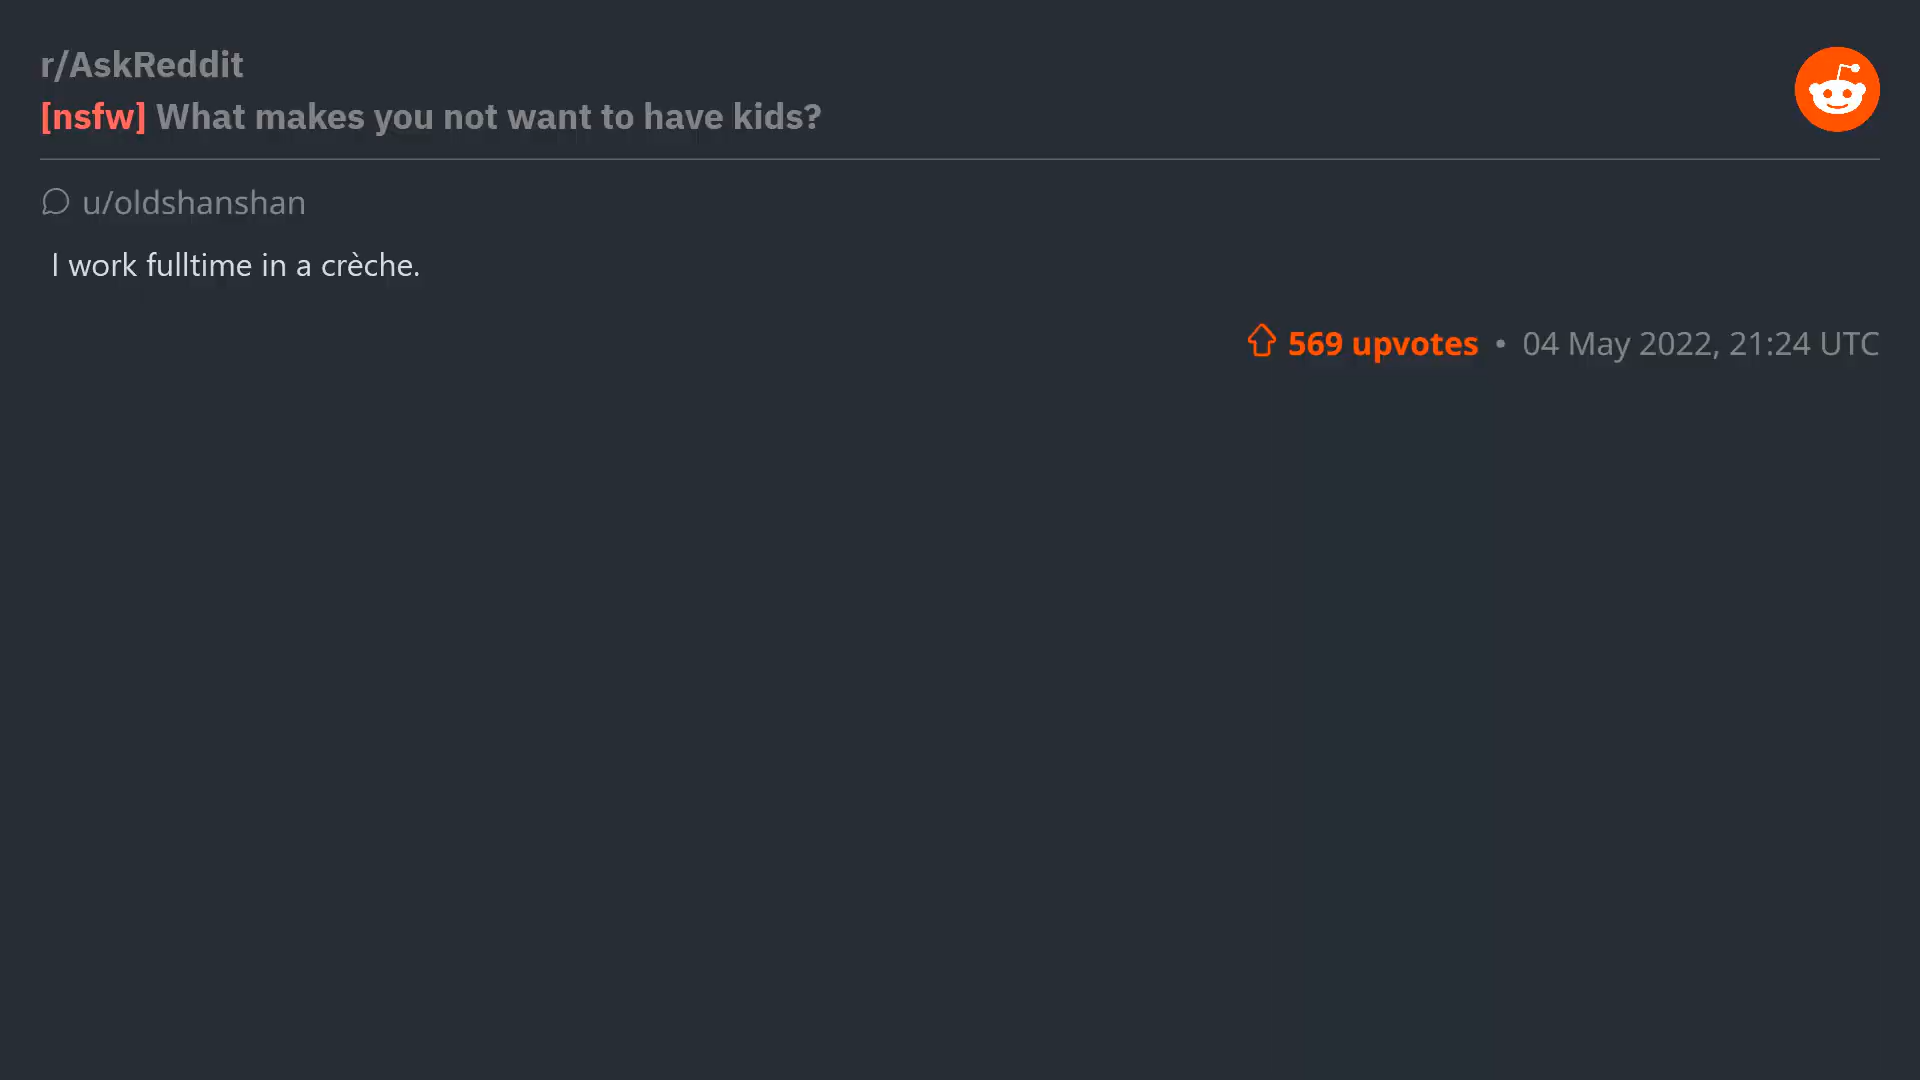 r/AskReddit
[nsfw] What makes you not want to have kids?
u/oldshanshan
I work fulltime in a crèche.
569 upvotes • 04 May 2022, 21:24 UTC